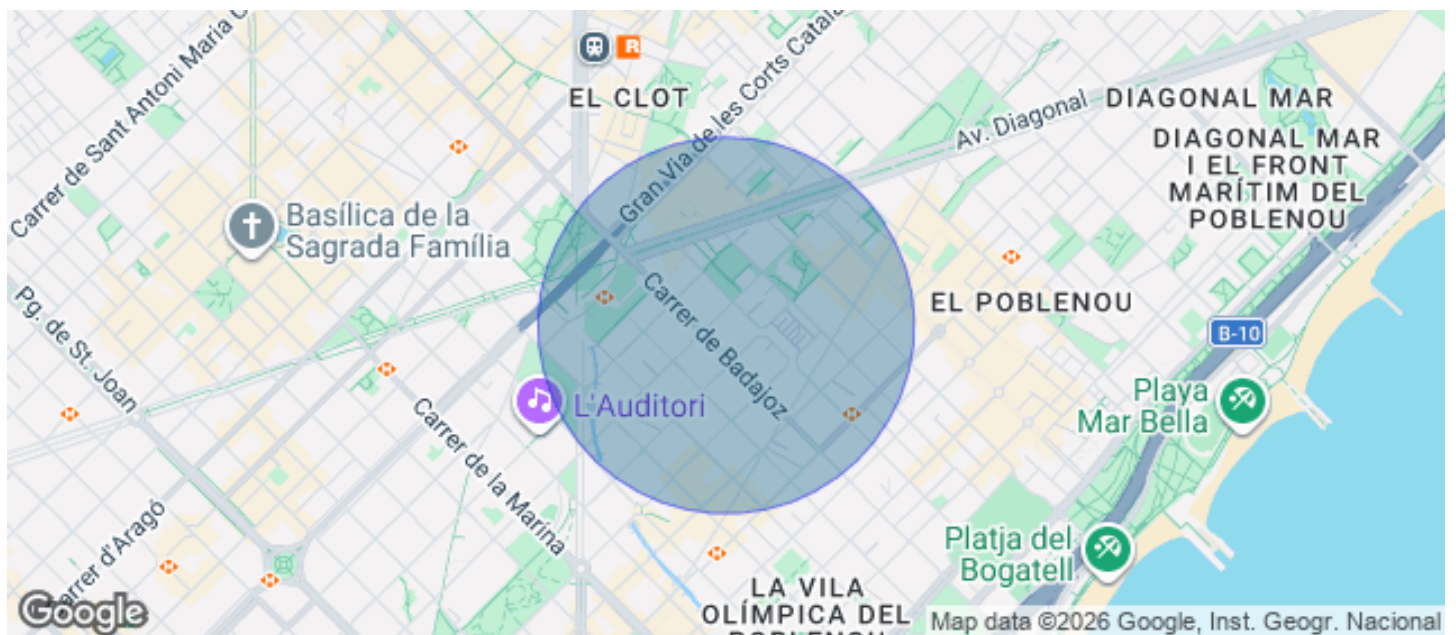 Carrer de Sant Antoni Maria C
R
EL CLOT
Gran Via de les Corts Catala
Av. Diagonal
DIAGONAL MAR
DIAGONAL MAR
I EL FRONT
MARÍTIM DEL
POBLENOU
Basílica de la
Sagrada Família
Carrer de Badajoz
EL POBLENOU
B-10
Pg. de St. Joan
L'Auditori
Playa
Mar Bella
Carrer de la Marina
Carrer d'Aragó
Platja del
Bogatell
LA VILA
OLÍMPICA DEL
POBLENOU
Google
Map data ©2026 Google, Inst. Geogr. Nacional